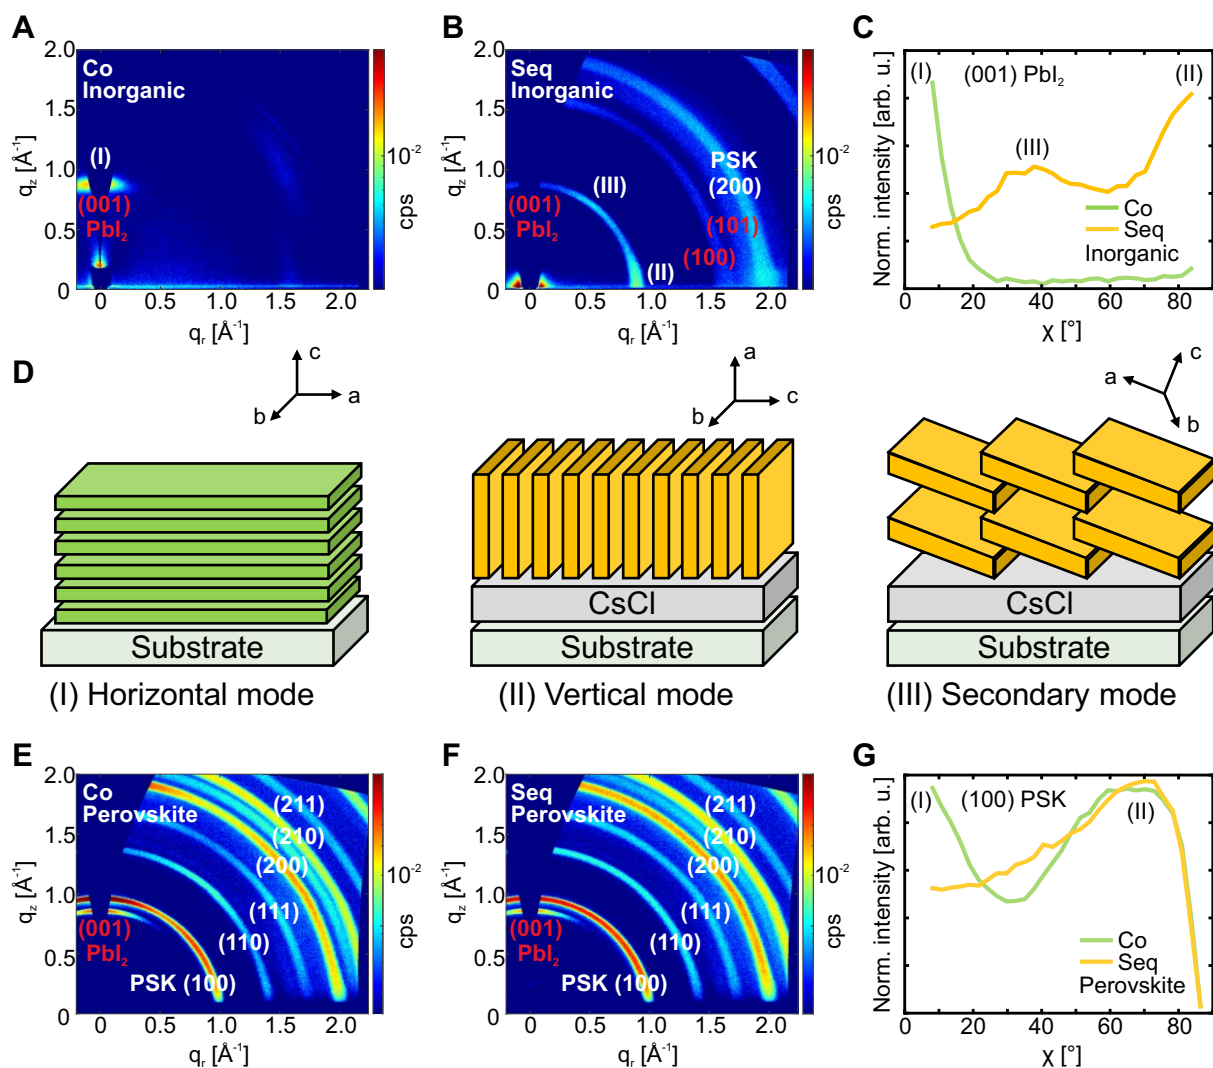 A
Co
Inorganic
(I)
(001)
PbI₂
2.0
1.5
1.0
0.5
0
q_z [Å⁻¹]
0
0.5
1.0
1.5
2.0
q_r [Å⁻¹]
10⁻²
cps
B
Seq
Inorganic
(III)
PSK
(200)
(001)
PbI₂
(101)
(100)
(II)
2.0
1.5
1.0
0.5
0
q_z [Å⁻¹]
0
0.5
1.0
1.5
2.0
q_r [Å⁻¹]
10⁻²
cps
C
(I)
(001) PbI₂
(II)
(III)
Co
Seq
Inorganic
Norm. intensity [arb. u.]
0
20
40
60
80
χ [°]
D
c
a
b
Substrate
(I) Horizontal mode
a
c
b
CsCl
Substrate
(II) Vertical mode
c
a
b
CsCl
Substrate
(III) Secondary mode
E
Co
Perovskite
(211)
(210)
(200)
(111)
(110)
(001)
PbI₂
PSK (100)
2.0
1.5
1.0
0.5
0
q_z [Å⁻¹]
0
0.5
1.0
1.5
2.0
q_r [Å⁻¹]
10⁻²
cps
F
Seq
Perovskite
(211)
(210)
(200)
(111)
(110)
(001)
PbI₂
PSK (100)
2.0
1.5
1.0
0.5
0
q_z [Å⁻¹]
0
0.5
1.0
1.5
2.0
q_r [Å⁻¹]
10⁻²
cps
G
(I)
(100) PSK
(II)
Co
Seq
Perovskite
Norm. intensity [arb. u.]
0
20
40
60
80
χ [°]